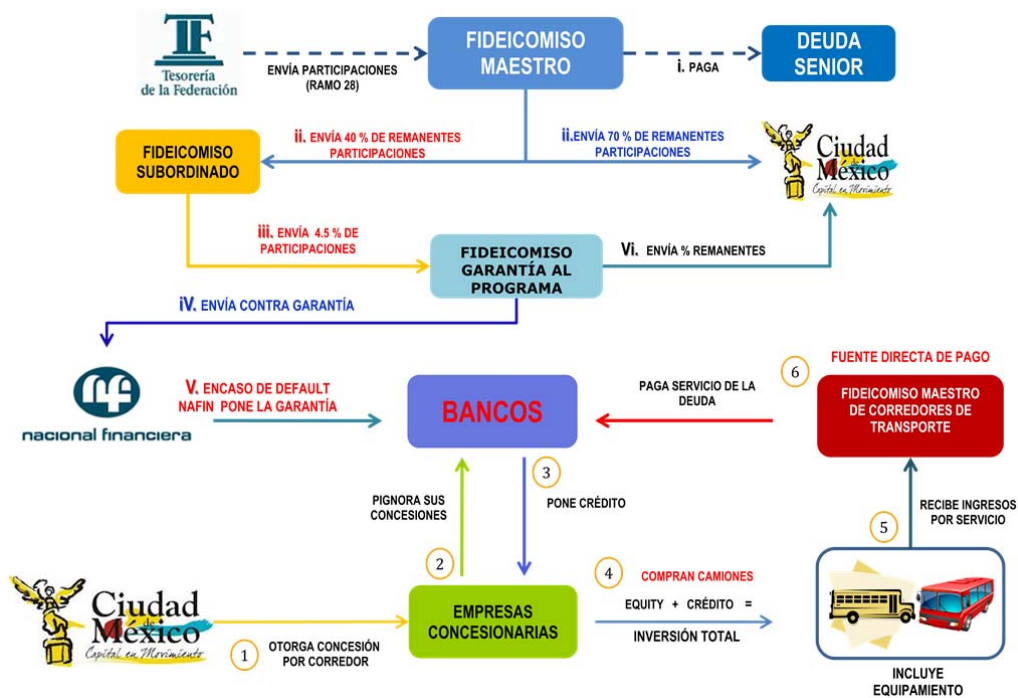 Tesorería
de la Federación
ENVÍA PARTICIPACIONES
(RAMO 28)
FIDEICOMISO
MAESTRO
i. PAGA
DEUDA
SENIOR
FIDEICOMISO
SUBORDINADO
ii. ENVÍA 40 % DE REMANENTES
PARTICIPACIONES
ii.ENVÍA 70 % DE REMANENTES
PARTICIPACIONES
Ciudad
de
México
Capital en Movimiento
iii. ENVÍA 4.5 % DE
PARTICIPACIONES
FIDEICOMISO
GARANTÍA AL
PROGRAMA
Vi. ENVÍA % REMANENTES
iV. ENVÍA CONTRA GARANTÍA
nacional financiera
V. ENCASO DE DEFAULT
NAFIN PONE LA GARANTÍA
BANCOS
PAGA SERVICIO DE LA
DEUDA
6
FUENTE DIRECTA DE PAGO
FIDEICOMISO MAESTRO
DE CORREDORES DE
TRANSPORTE
PIGNORA SUS
CONCESIONES
2
3
PONE CRÉDITO
5
RECIBE INGRESOS
POR SERVICIO
Ciudad
de
México
Capital en Movimiento
1
OTORGA CONCESIÓN
POR CORREDOR
EMPRESAS
CONCESIONARIAS
4
COMPRAN CAMIONES
EQUITY + CRÉDITO =
INVERSIÓN TOTAL
INCLUYE
EQUIPAMIENTO